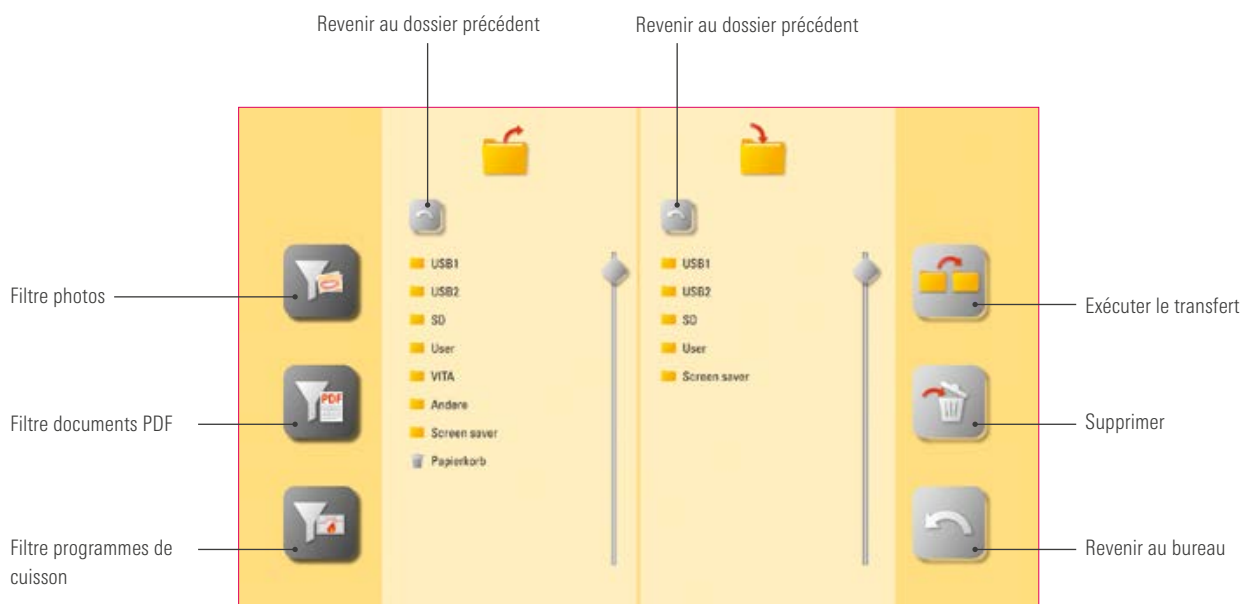 Revenir au dossier précédent
Revenir au dossier précédent
Filtre photos
Filtre documents PDF
Filtre programmes de
cuisson
PDF
USB1
USB2
SD
User
VITA
Andere
Screen saver
Papierkorb
USB1
USB2
SD
User
Screen saver
Exécuter le transfert
Supprimer
Revenir au bureau